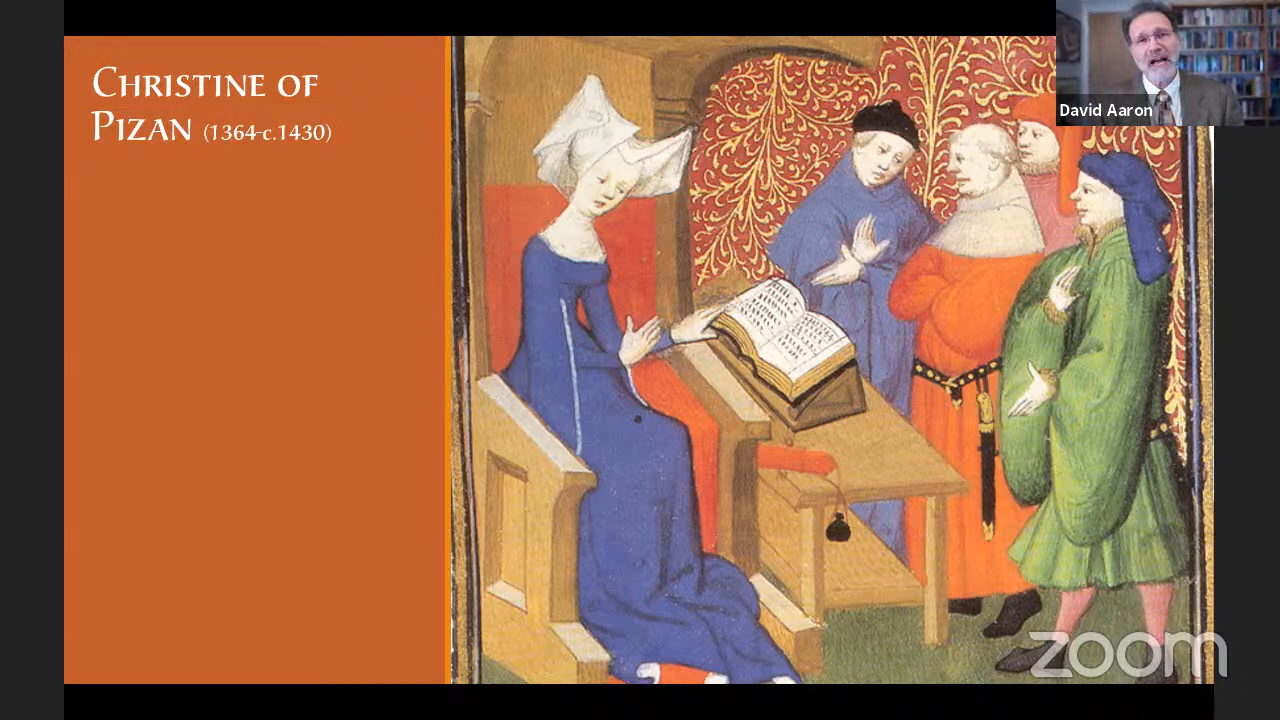 CHRISTINE OF
PIZAN (1364-c.1430)
David Aaron
zoom